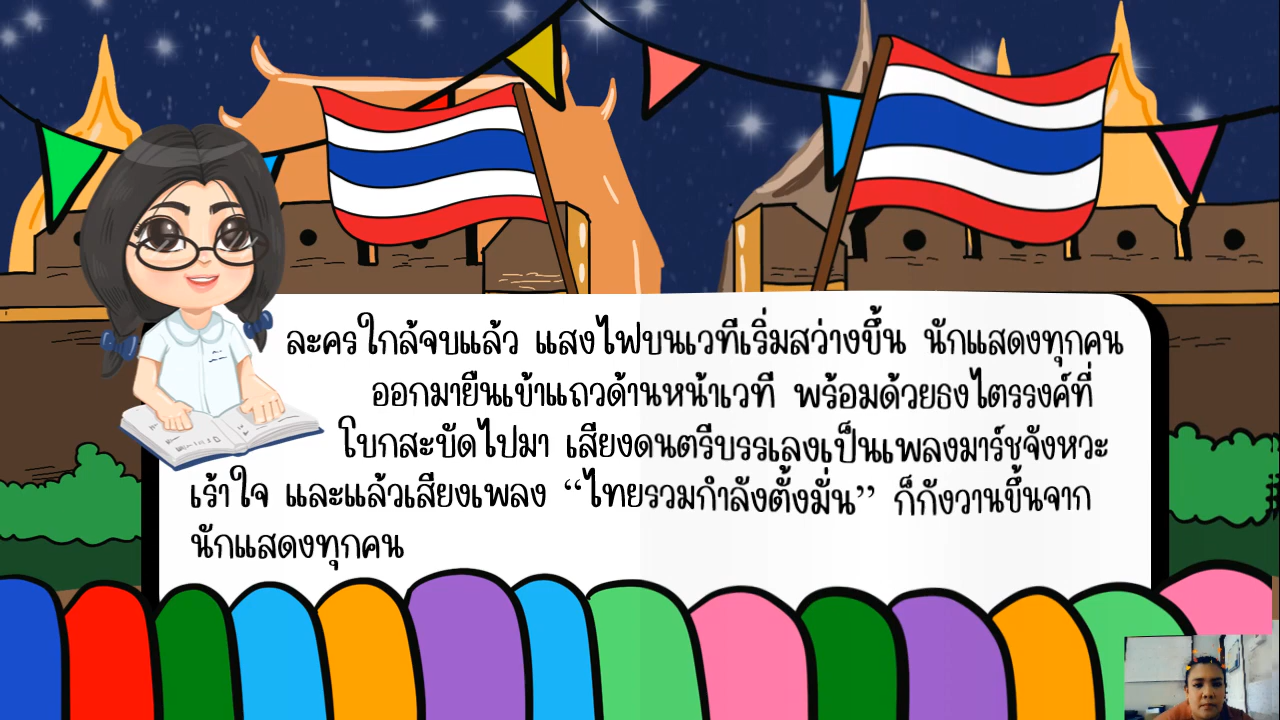 ละครใกล้จบแล้ว แสงไฟบนเวทีเริ่มสว่างขึ้น นักแสดงทุกคน
ออกมายืนเข้าแถวด้านหน้าเวที พร้อมด้วยธงไตรรงค์ที่
โบกสะบัดไปมา เสียงดนตรีบรรเลงเป็นเพลงมาร์ชจังหวะ
เร้าใจ และแล้วเสียงเพลง “ไทยรวมกำลังตั้งมั่น” ก็กังวานขึ้นจาก
นักแสดงทุกคน